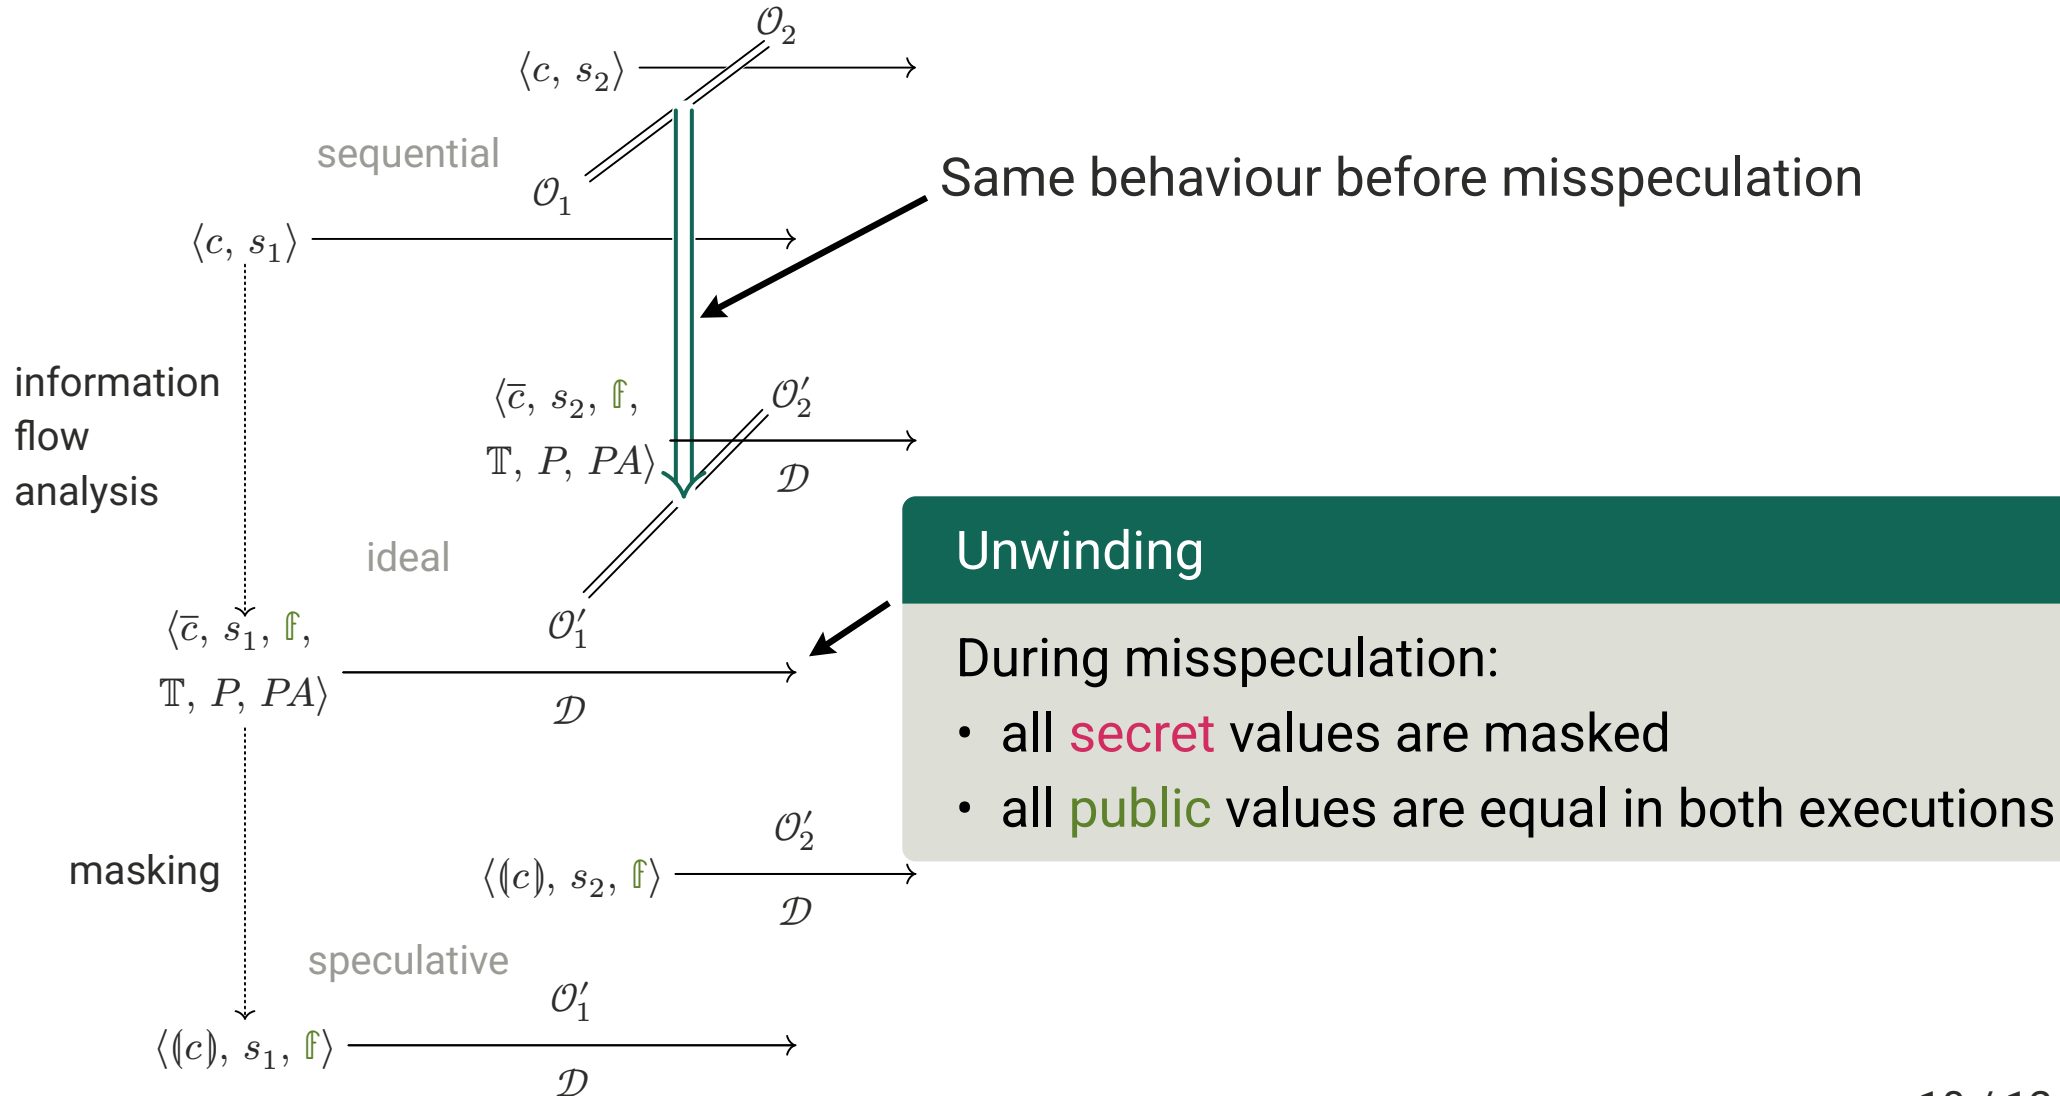 𝒪₂
⟨c, s₂⟩
sequential
𝒪₁
Same behaviour before misspeculation
⟨c, s₁⟩
information
flow
analysis
⟨c̅, s₂, 𝕗,
𝕋, P, PA⟩
𝒪′₂
𝒟
ideal
Unwinding
During misspeculation:
• all secret values are masked
• all public values are equal in both executions
⟨c̅, s₁, 𝕗,
𝕋, P, PA⟩
𝒪′₁
𝒟
masking
⟨⦇c⦈, s₂, 𝕗⟩
𝒪′₂
𝒟
speculative
⟨⦇c⦈, s₁, 𝕗⟩
𝒪′₁
𝒟